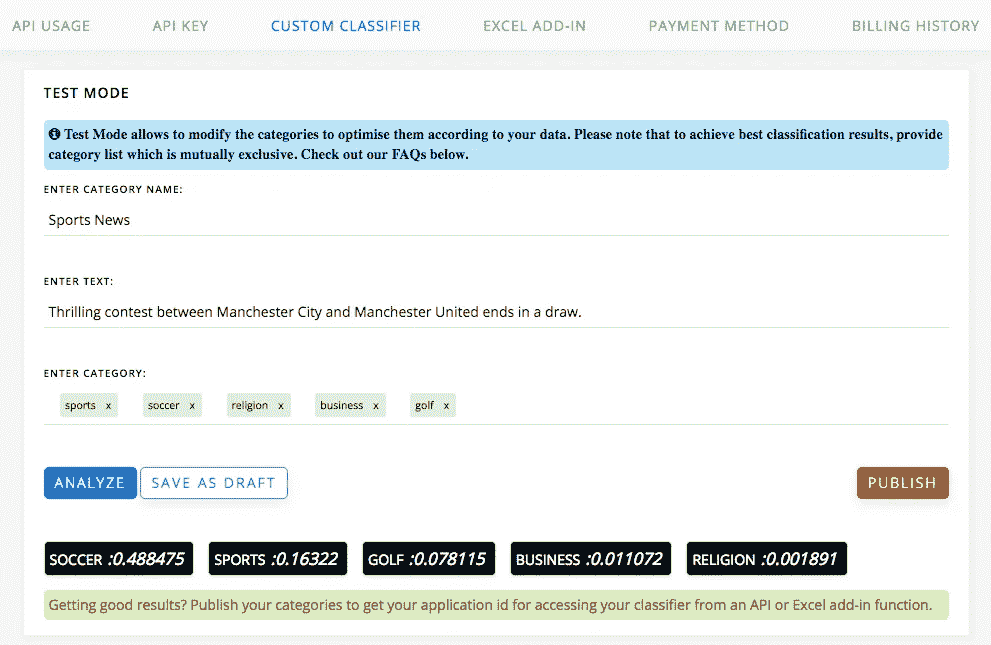 API USAGE API KEY CUSTOM CLASSIFIER EXCEL ADD-IN PAYMENT METHOD BILLING HISTORY
TEST MODE
Test Mode allows to modify the categories to optimise them according to your data. Please note that to achieve best classification results, provide
category list which is mutually exclusive. Check out our FAQs below.
ENTER CATEGORY NAME:
Sports News
ENTER TEXT:
Thrilling contest between Manchester City and Manchester United ends in a draw.
ENTER CATEGORY:
sports x soccer x religion x business x golf x
ANALYZE SAVE AS DRAFT PUBLISH
SOCCER :0.488475 SPORTS :0.16322 GOLF :0.078115 BUSINESS :0.011072 RELIGION :0.001891
Getting good results? Publish your categories to get your application id for accessing your classifier from an API or Excel add-in function.